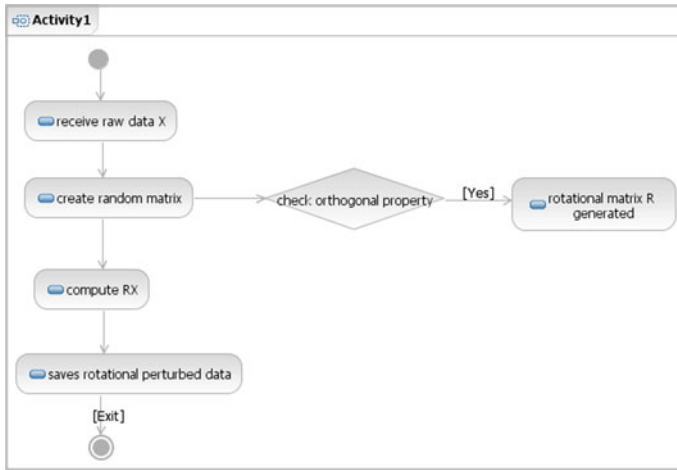 Activity1
receive raw data X
create random matrix
check orthogonal property
[Yes]
rotational matrix R
generated
compute RX
saves rotational perturbed data
[Exit]